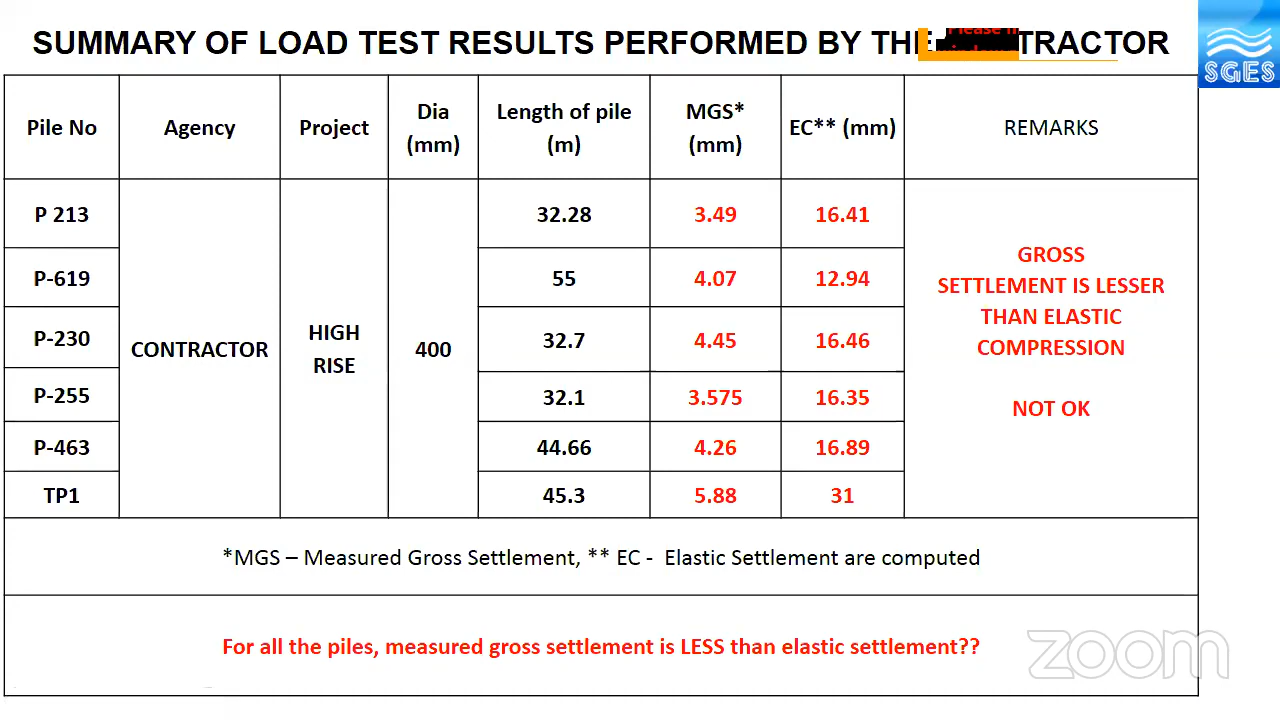 SUMMARY OF LOAD TEST RESULTS PERFORMED BY THE TRACTOR
Please
SGES
Pile No Agency Project Dia (mm) Length of pile (m) MGS* (mm) EC** (mm) REMARKS
P 213 32.28 3.49 16.41
P-619 55 4.07 12.94
P-230 32.7 4.45 16.46
P-255 32.1 3.575 16.35
P-463 44.66 4.26 16.89
TP1 45.3 5.88 31
CONTRACTOR
HIGH
RISE
400
GROSS
SETTLEMENT IS LESSER
THAN ELASTIC
COMPRESSION
NOT OK
*MGS – Measured Gross Settlement, ** EC - Elastic Settlement are computed
For all the piles, measured gross settlement is LESS than elastic settlement??
zoom